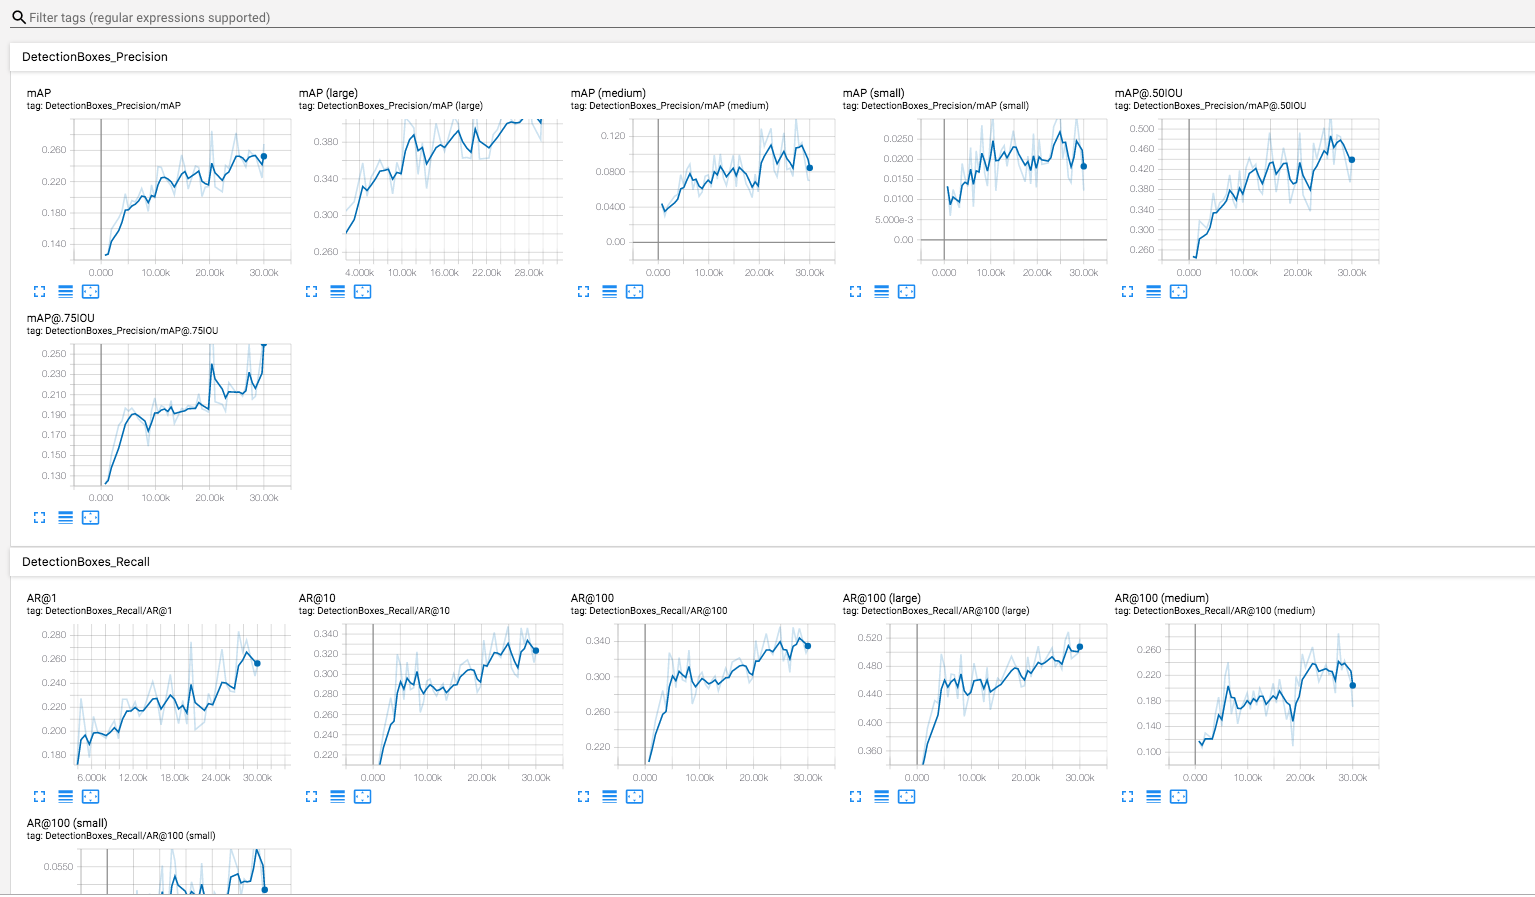 Filter tags (regular expressions supported)
DetectionBoxes_Precision
mAP
tag: DetectionBoxes_Precision/mAP
0.260
0.220
0.180
0.140
0.000 10.00k 20.00k 30.00k
mAP (large)
tag: DetectionBoxes_Precision/mAP (large)
0.380
0.340
0.300
0.260
4.000k 10.00k 16.00k 22.00k 28.00k
mAP (medium)
tag: DetectionBoxes_Precision/mAP (medium)
0.120
0.0800
0.0400
0.00
0.000 10.00k 20.00k 30.00k
mAP (small)
tag: DetectionBoxes_Precision/mAP (small)
0.0250
0.0200
0.0150
0.0100
5.000e-3
0.00
0.000 10.00k 20.00k 30.00k
mAP@.50IOU
tag: DetectionBoxes_Precision/mAP@.50IOU
0.500
0.460
0.420
0.380
0.340
0.300
0.260
0.000 10.00k 20.00k 30.00k
mAP@.75IOU
tag: DetectionBoxes_Precision/mAP@.75IOU
0.250
0.230
0.210
0.190
0.170
0.150
0.130
0.000 10.00k 20.00k 30.00k
DetectionBoxes_Recall
AR@1
tag: DetectionBoxes_Recall/AR@1
0.280
0.260
0.240
0.220
0.200
0.180
6.000k 12.00k 18.00k 24.00k 30.00k
AR@10
tag: DetectionBoxes_Recall/AR@10
0.340
0.320
0.300
0.280
0.260
0.240
0.220
0.000 10.00k 20.00k 30.00k
AR@100
tag: DetectionBoxes_Recall/AR@100
0.340
0.300
0.260
0.220
0.000 10.00k 20.00k 30.00k
AR@100 (large)
tag: DetectionBoxes_Recall/AR@100 (large)
0.520
0.480
0.440
0.400
0.360
0.000 10.00k 20.00k 30.00k
AR@100 (medium)
tag: DetectionBoxes_Recall/AR@100 (medium)
0.260
0.220
0.180
0.140
0.100
0.000 10.00k 20.00k 30.00k
AR@100 (small)
tag: DetectionBoxes_Recall/AR@100 (small)
0.0550